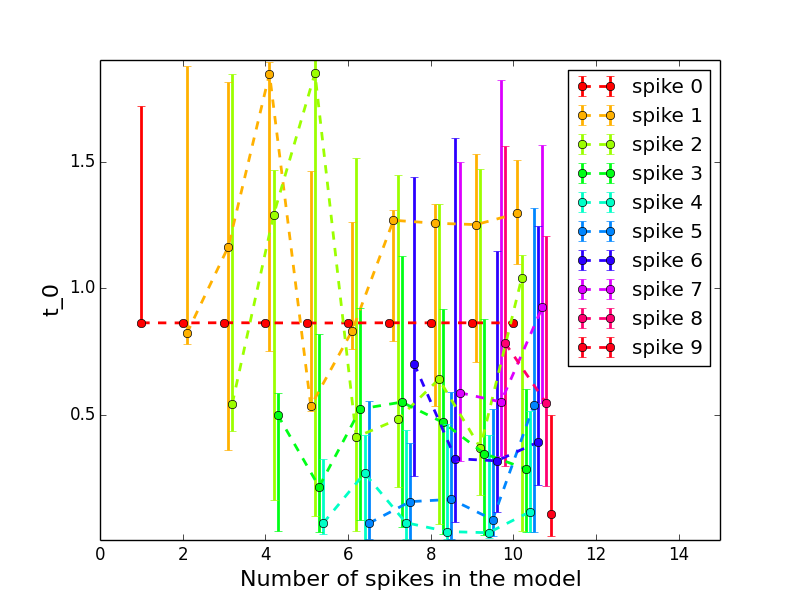 t_0
1.5
1.0
0.5
0 2 4 6 8 10 12 14
Number of spikes in the model
spike 0
spike 1
spike 2
spike 3
spike 4
spike 5
spike 6
spike 7
spike 8
spike 9